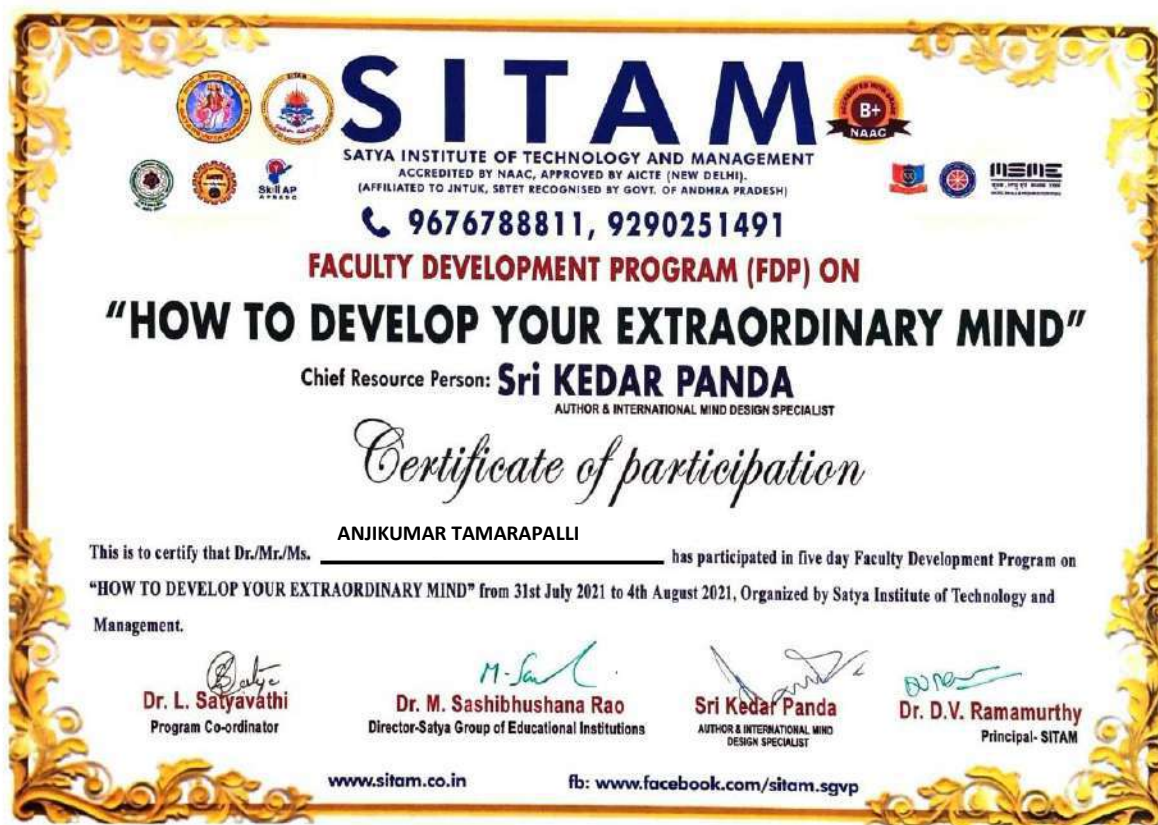 SITAM
SITAM
B+
NAAC
SATYA INSTITUTE OF TECHNOLOGY AND MANAGEMENT
ACCREDITED BY NAAC, APPROVED BY AICTE (NEW DELHI).
(AFFILIATED TO JNTUK, SBTET RECOGNISED BY GOVT. OF ANDHRA PRADESH)
Skill AP
APSSDC
MSME
9676788811, 9290251491
FACULTY DEVELOPMENT PROGRAM (FDP) ON
"HOW TO DEVELOP YOUR EXTRAORDINARY MIND"
Chief Resource Person: Sri KEDAR PANDA
AUTHOR & INTERNATIONAL MIND DESIGN SPECIALIST
Certificate of participation
ANJIKUMAR TAMARAPALLI
This is to certify that Dr./Mr./Ms. has participated in five day Faculty Development Program on
"HOW TO DEVELOP YOUR EXTRAORDINARY MIND" from 31st July 2021 to 4th August 2021, Organized by Satya Institute of Technology and
Management.
Dr. L. Satyavathi
Program Co-ordinator
Dr. M. Sashibhushana Rao
Director-Satya Group of Educational Institutions
Sri Kedar Panda
AUTHOR & INTERNATIONAL MIND
DESIGN SPECIALIST
Dr. D.V. Ramamurthy
Principal- SITAM
www.sitam.co.in fb: www.facebook.com/sitam.sgvp